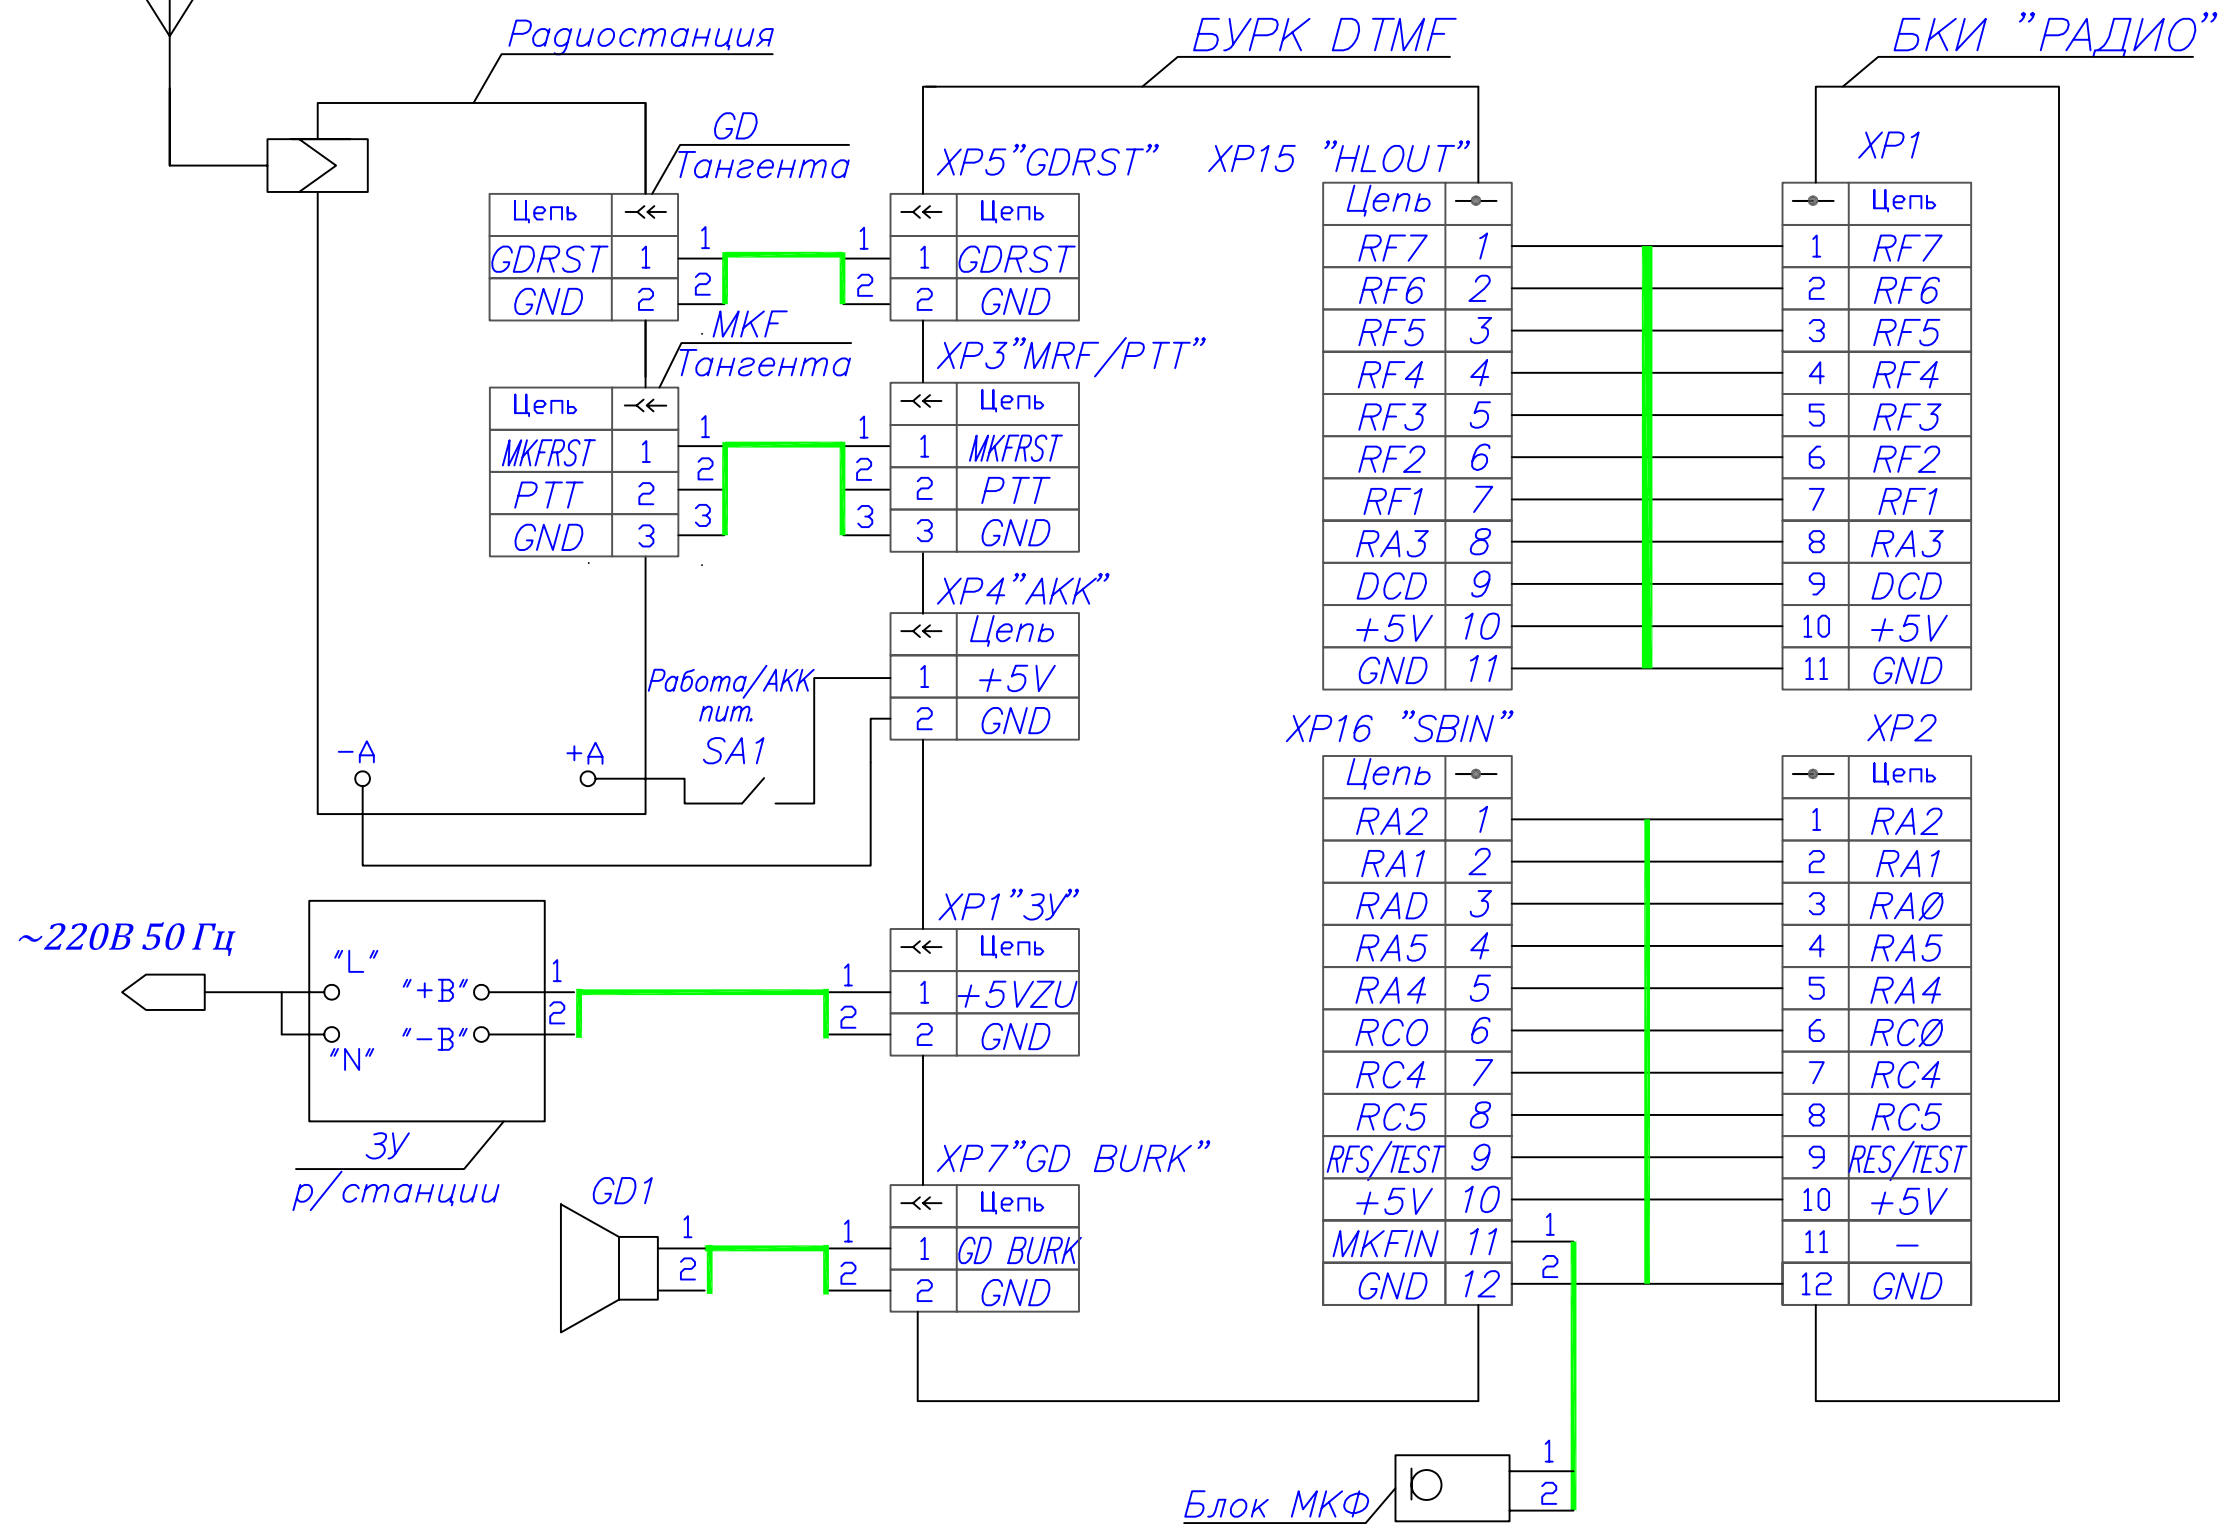 Радиостанция
БУРК DTMF
БКИ "РАДИО"
GD
Тангента
Цепь
GDRST 1
GND 2
1
2
1
2
MKF
Тангента
Цепь
MKFRST 1
PTT 2
GND 3
1
2
3
1
2
3
XP5"GDRST"
Цепь
1 GDRST
2 GND
XP3"MRF/PTT"
Цепь
1 MKFRST
2 PTT
3 GND
XP4"АКК"
Цепь
1 +5V
2 GND
Работа/АКК
пит.
SA1
-А
+А
XP1"ЗУ"
Цепь
1 +5VZU
2 GND
~220В 50 Гц
"L"
"N"
"+В"
"-В"
1
2
1
2
ЗУ
р/станции
XP7"GD BURK"
Цепь
1 GD BURK
2 GND
GD1
1
2
1
2
XP15 "HLOUT"
Цепь
RF7 1
RF6 2
RF5 3
RF4 4
RF3 5
RF2 6
RF1 7
RA3 8
DCD 9
+5V 10
GND 11
XP1
Цепь
1 RF7
2 RF6
3 RF5
4 RF4
5 RF3
6 RF2
7 RF1
8 RA3
9 DCD
10 +5V
11 GND
XP16 "SBIN"
Цепь
RA2 1
RA1 2
RAD 3
RA5 4
RA4 5
RCO 6
RC4 7
RC5 8
RFS/TEST 9
+5V 10
MKFIN 11
GND 12
1
2
XP2
Цепь
1 RA2
2 RA1
3 RAØ
4 RA5
5 RA4
6 RCØ
7 RC4
8 RC5
9 RES/TEST
10 +5V
11 -
12 GND
Блок МКФ
1
2